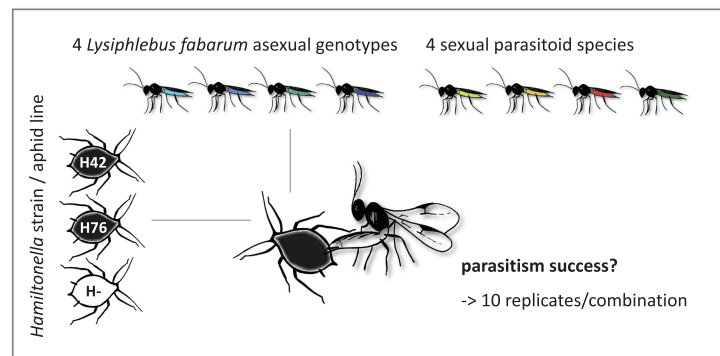 4 Lysiphlebus fabarum asexual genotypes
4 sexual parasitoid species
Hamiltonella strain / aphid line
H42
H76
H-
parasitism success?
-> 10 replicates/combination